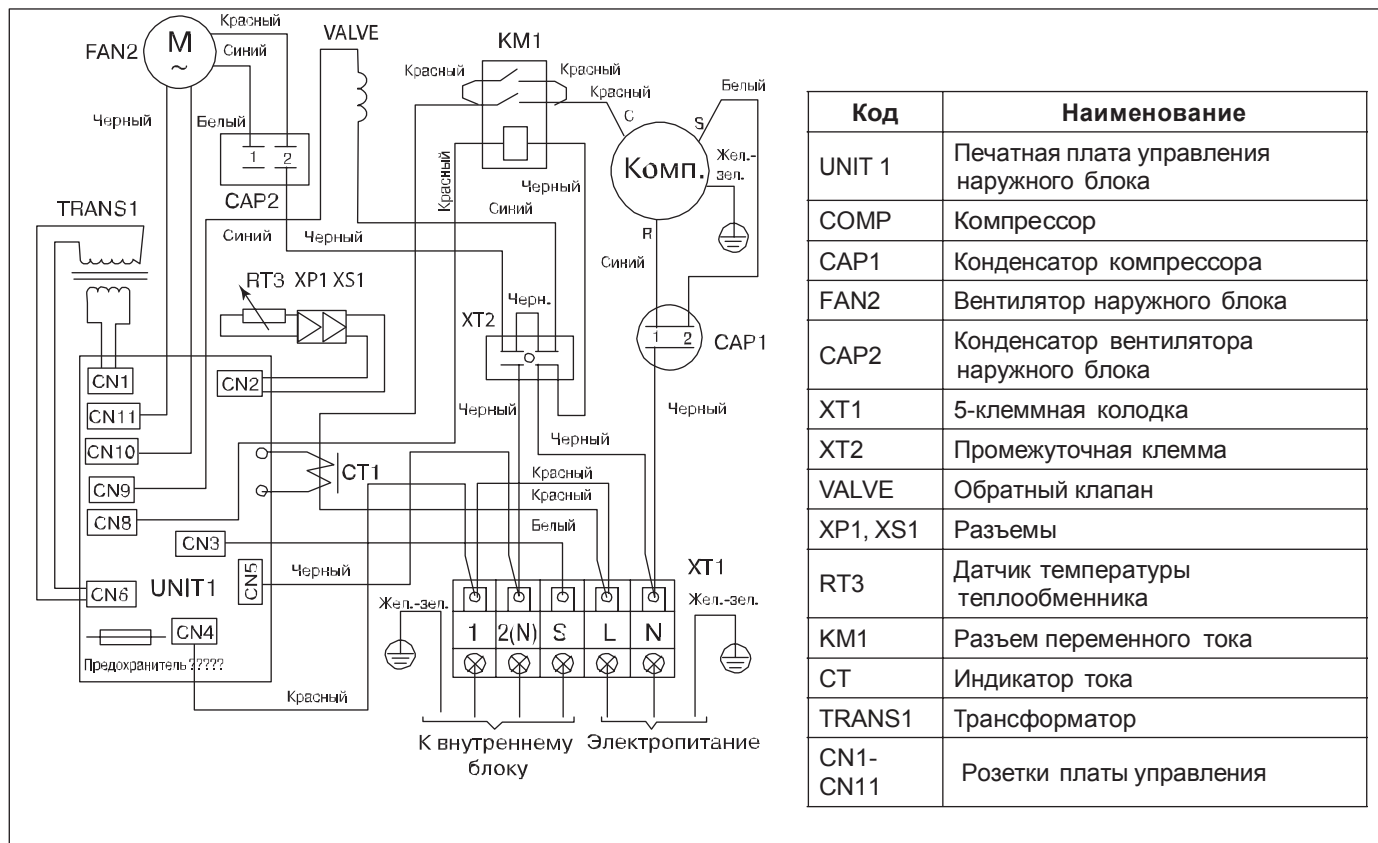 Красный
FAN2
M
~
Синий
VALVE
KM1
Красный
Красный
Красный
Белый
Черный
Белый
1
2
CAP2
C
S
Комп.
Жел.-
зел.
R
Красный
Черный
Синий
TRANS1
Синий
Черный
Синий
RT3 XP1 XS1
Черн.
XT2
1
2
CAP1
CN1
CN2
CN11
CN10
CN9
CN8
CT1
Черный
Черный
Черный
Красный
Красный
Белый
CN3
CN5
Черный
CN6
UNIT1
CN4
Предохранитель ?????
Красный
XT1
Жел.-зел.
Жел.-зел.
1
2(N)
S
L
N
К внутреннему
блоку
Электропитание
Код
Наименование
UNIT 1
Печатная плата управления
наружного блока
COMP
Компрессор
CAP1
Конденсатор компрессора
FAN2
Вентилятор наружного блока
CAP2
Конденсатор вентилятора
наружного блока
XT1
5-клеммная колодка
XT2
Промежуточная клемма
VALVE
Обратный клапан
XP1, XS1
Разъемы
RT3
Датчик температуры
теплообменника
KM1
Разъем переменного тока
CT
Индикатор тока
TRANS1
Трансформатор
CN1-
CN11
Розетки платы управления